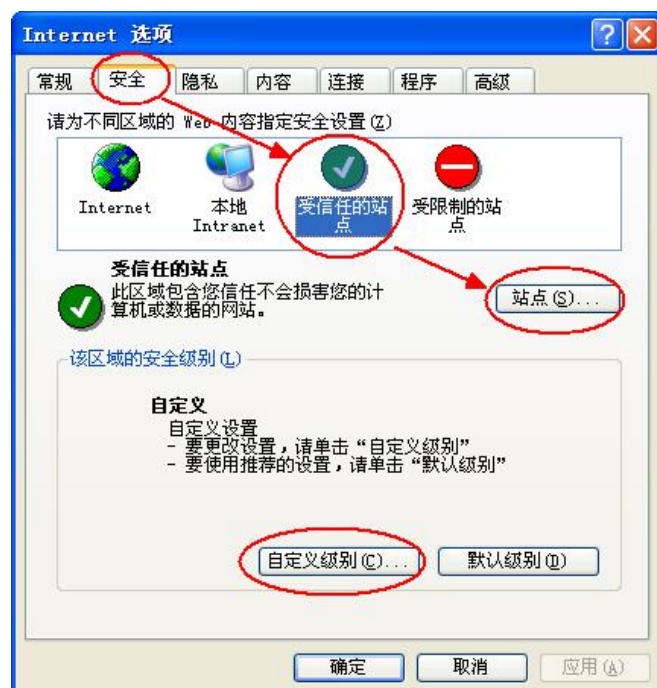 Internet 选项
常规 安全 隐私 内容 连接 程序 高级
请为不同区域的 Web 内容指定安全设置(Z)
Internet
本地
Intranet
受信任的站
点
受限制的站
点
受信任的站点
此区域包含您信任不会损害您的计
算机或数据的网站。
站点(S)...
该区域的安全级别(L)
自定义
自定义设置
- 要更改设置，请单击“自定义级别”
- 要使用推荐的设置，请单击“默认级别”
自定义级别(C)... 默认级别(D)
确定 取消 应用(A)